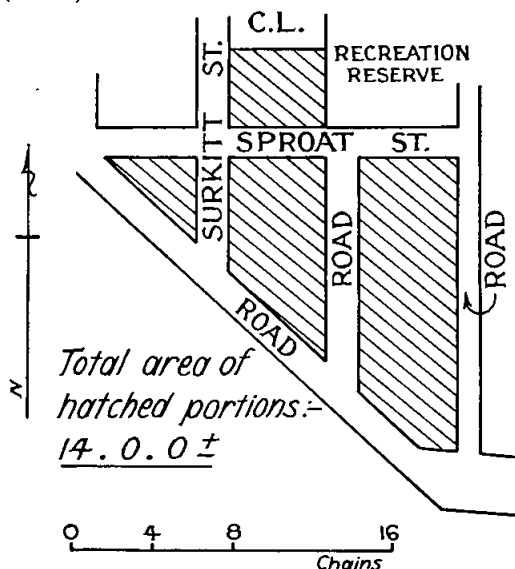 C.L.
RECREATION
RESERVE
SURKITT ST.
SPROAT ST.
ROAD
ROAD
ROAD
Total area of
hatched portions:-
14.0.0±
N
0 4 8 16
Chains